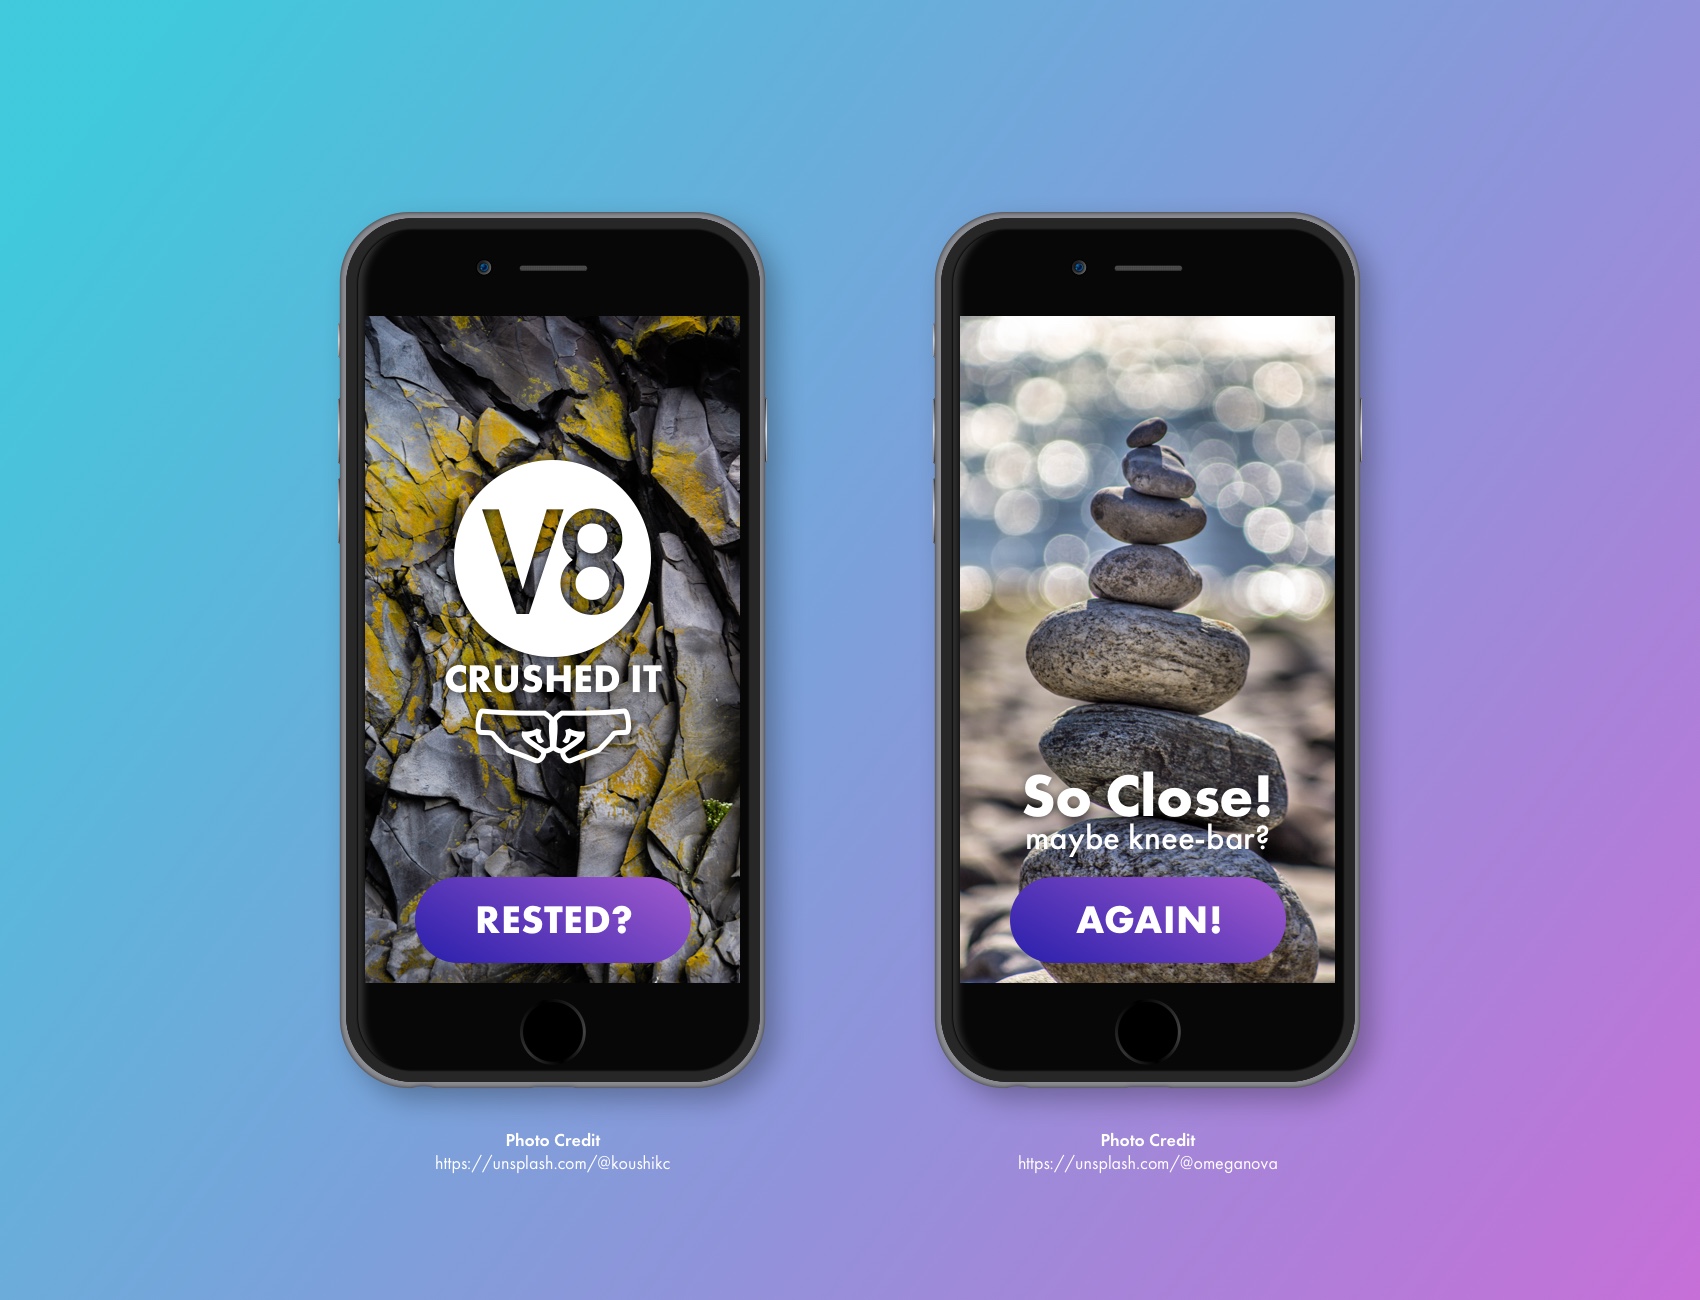 V8
CRUSHED IT
RESTED?
Photo Credit
https://unsplash.com/@koushikc
So Close!
maybe knee-bar?
AGAIN!
Photo Credit
https://unsplash.com/@omeganova